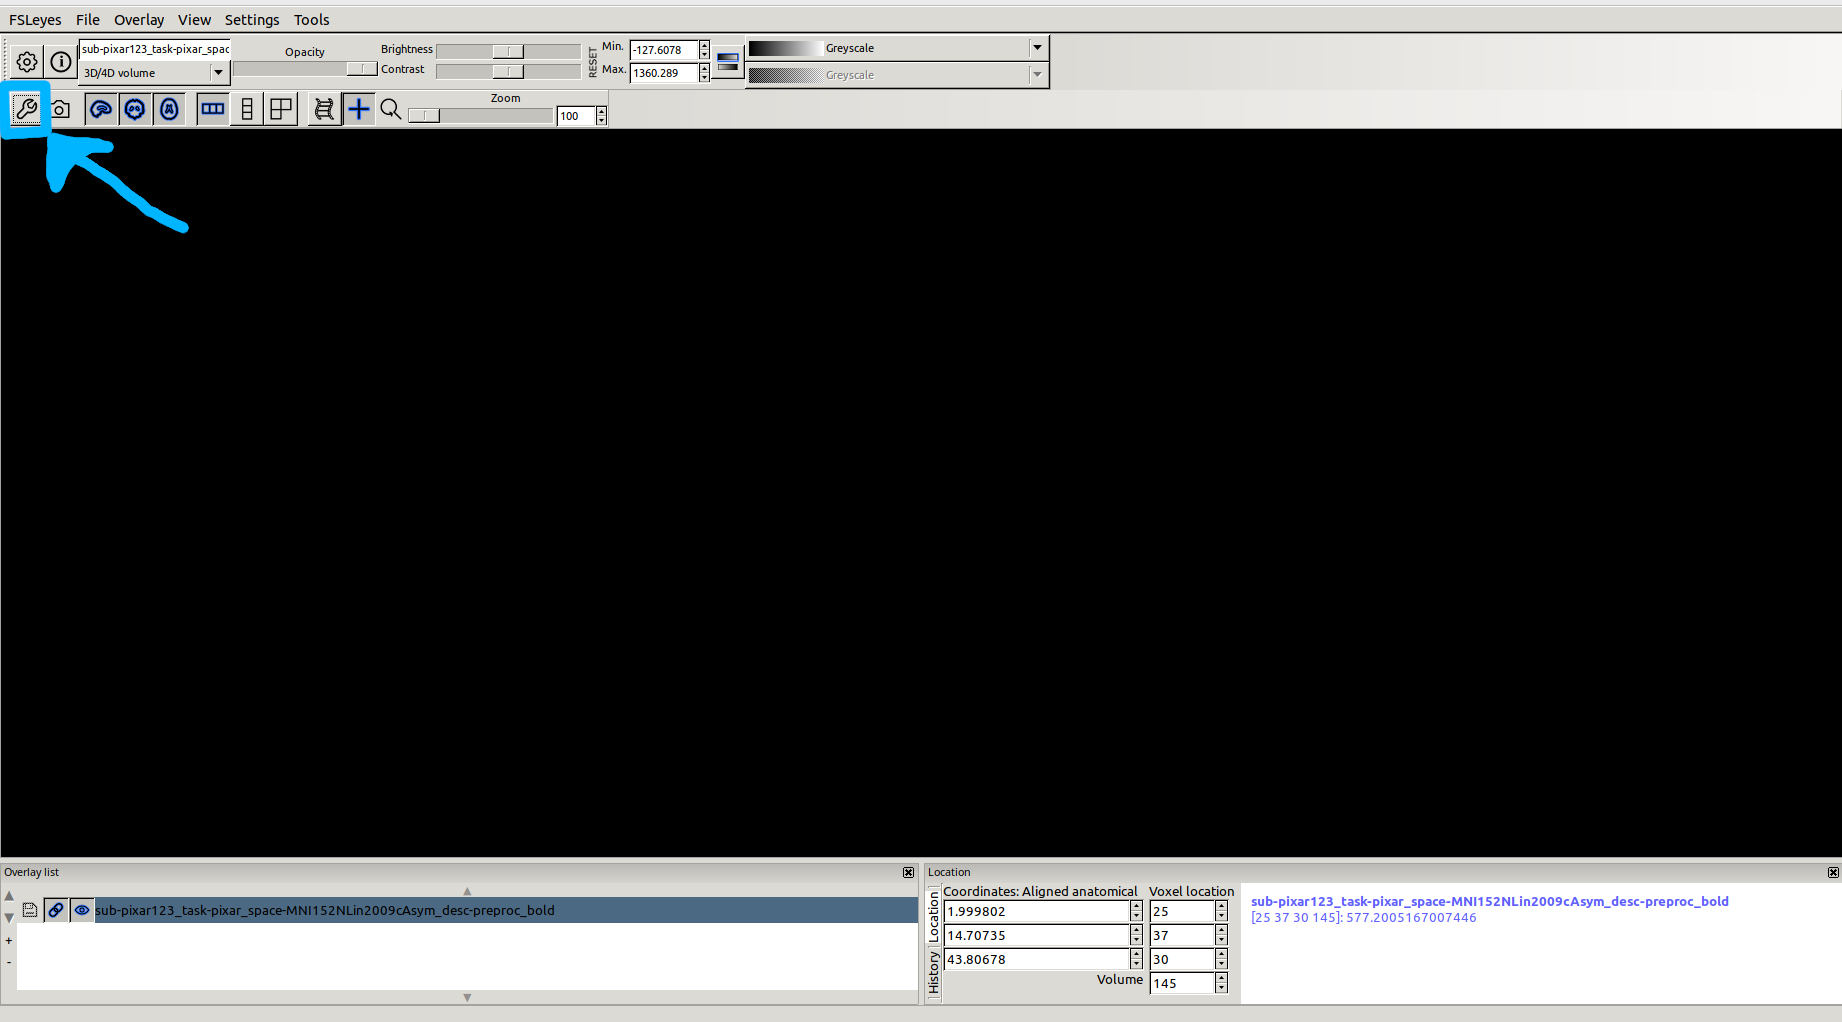 FSLeyes File Overlay View Settings Tools
sub-pixar123_task-pixar_spac
3D/4D volume
Opacity
Brightness
Contrast
RESET
Min. -127.6078
Max. 1360.289
Greyscale
Greyscale
Zoom
100
Overlay list
sub-pixar123_task-pixar_space-MNI152NLin2009cAsym_desc-preproc_bold
+
-
Location
Location
History
Coordinates: Aligned anatomical Voxel location
1.999802 25
14.70735 37
43.80678 30
Volume 145
sub-pixar123_task-pixar_space-MNI152NLin2009cAsym_desc-preproc_bold
[25 37 30 145]: 577.2005167007446